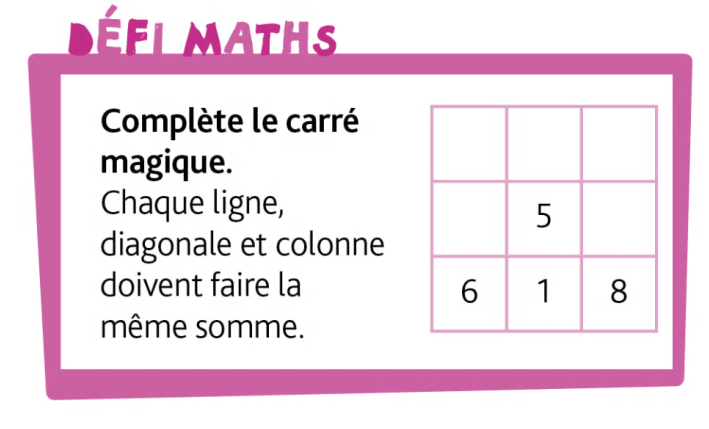 DÉFI MATHS
Complète le carré
magique.
Chaque ligne,
diagonale et colonne
doivent faire la
même somme.
5
6 1 8